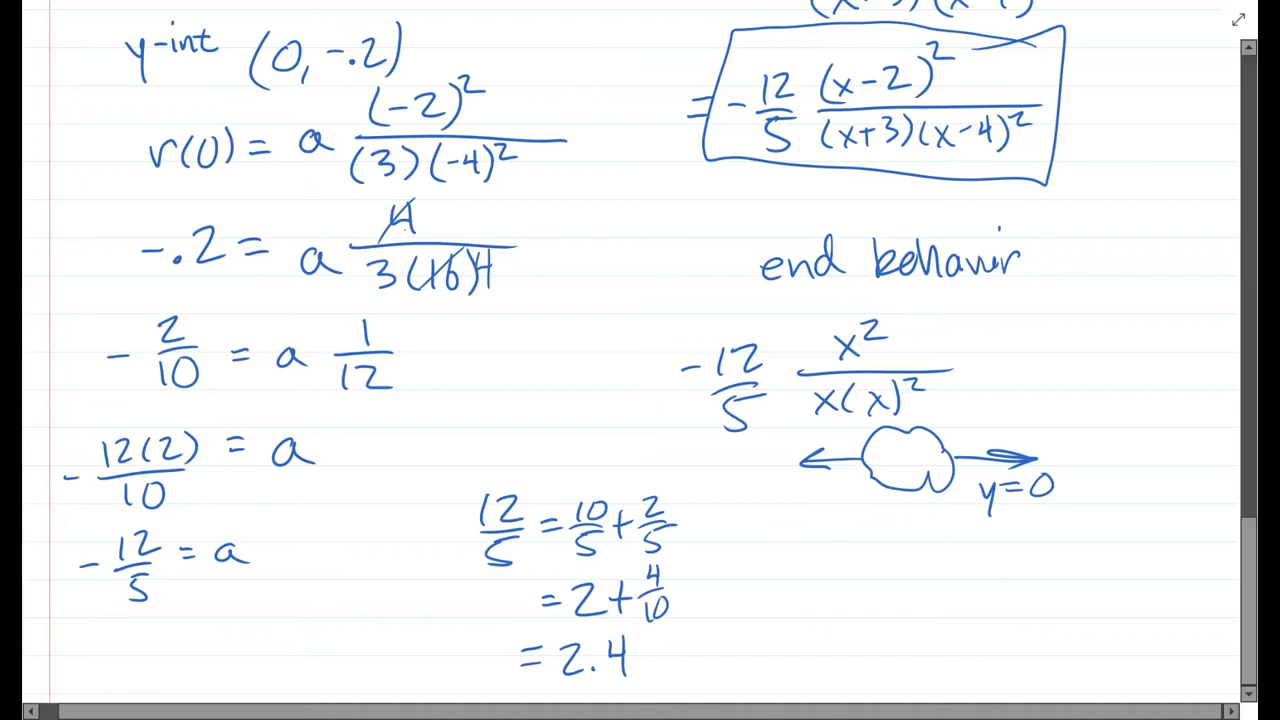 y-int (0, -.2)
r(0) = a (-2)^2 / (3)(-4)^2
-.2 = a 4 / 3(16)4
- 2/10 = a 1/12
- 12(2)/10 = a
- 12/5 = a
12/5 = 10/5 + 2/5
= 2 + 4/10
= 2.4
= - 12/5 (x-2)^2 / (x+3)(x-4)^2
end behavior
- 12/5 x^2 / x(x)^2
y=0